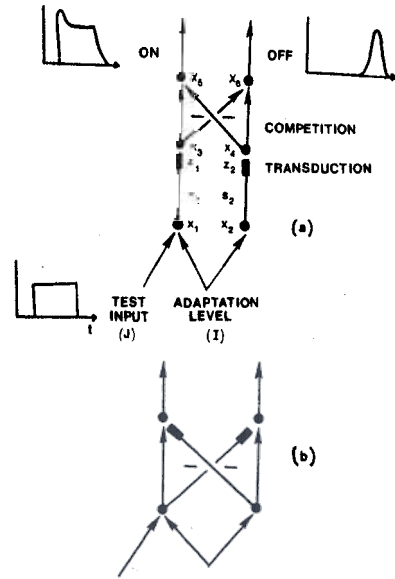 ON
OFF
X5
X6
COMPETITION
X3
X4
Z1
Z2
TRANSDUCTION
S2
(a)
X1
X2
t
TEST
INPUT
(J)
ADAPTATION
LEVEL
(I)
(b)